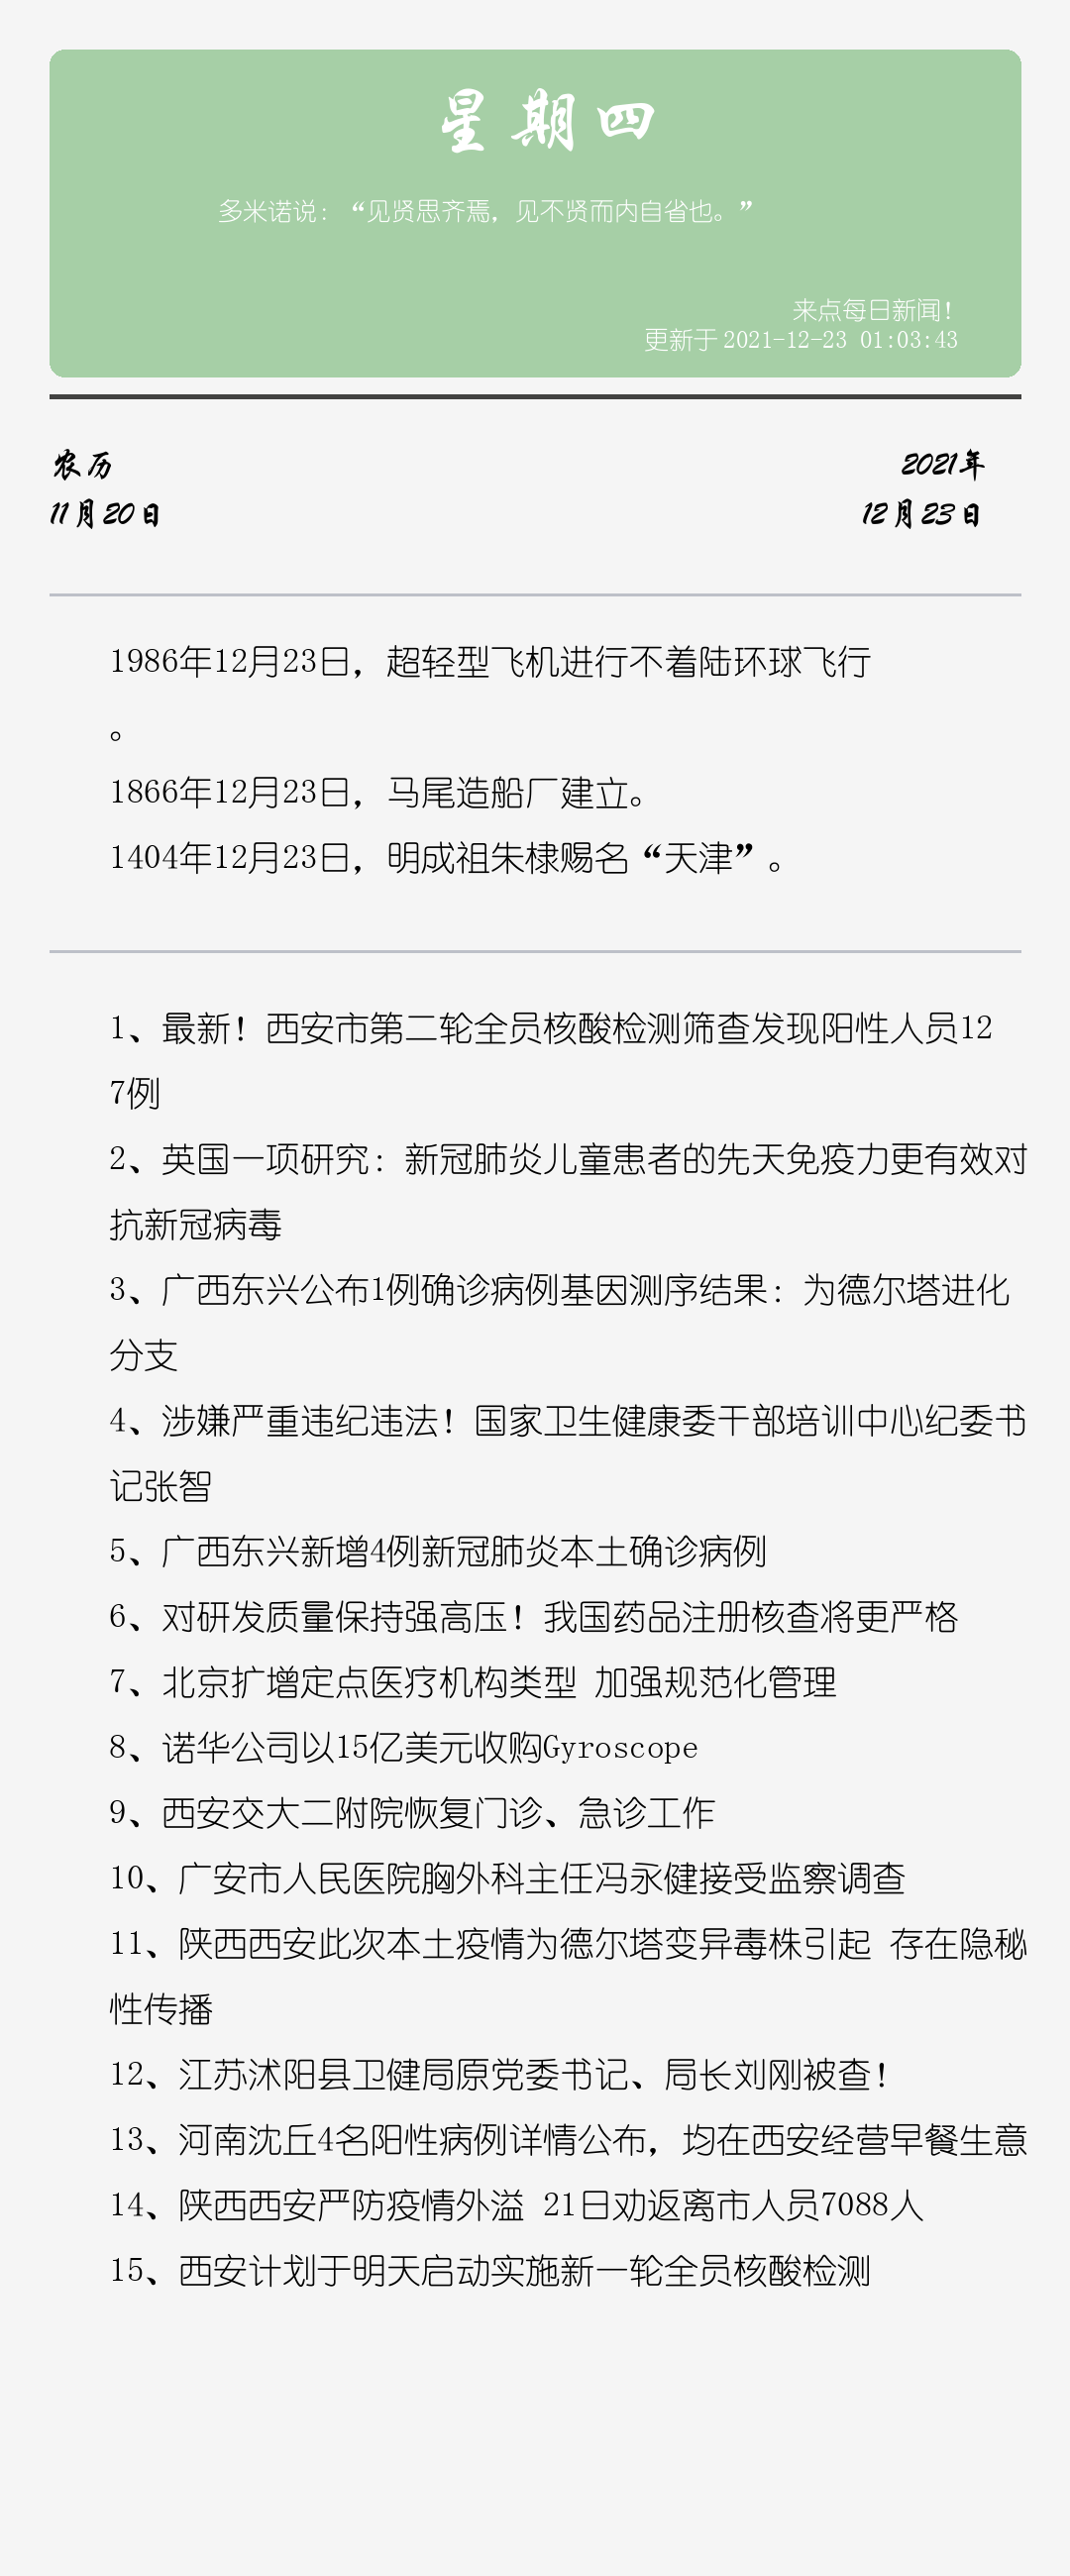 星期四
多米诺说：“见贤思齐焉，见不贤而内自省也。”
来点每日新闻！
更新于 2021-12-23 01:03:43
农历
2021年
11月20日
12月23日
1986年12月23日，超轻型飞机进行不着陆环球飞行
。
1866年12月23日，马尾造船厂建立。
1404年12月23日，明成祖朱棣赐名“天津”。
1、最新！西安市第二轮全员核酸检测筛查发现阳性人员12
7例
2、英国一项研究：新冠肺炎儿童患者的先天免疫力更有效对
抗新冠病毒
3、广西东兴公布1例确诊病例基因测序结果：为德尔塔进化
分支
4、涉嫌严重违纪违法！国家卫生健康委干部培训中心纪委书
记张智
5、广西东兴新增4例新冠肺炎本土确诊病例
6、对研发质量保持强高压！我国药品注册核查将更严格
7、北京扩增定点医疗机构类型 加强规范化管理
8、诺华公司以15亿美元收购Gyroscope
9、西安交大二附院恢复门诊、急诊工作
10、广安市人民医院胸外科主任冯永健接受监察调查
11、陕西西安此次本土疫情为德尔塔变异毒株引起 存在隐秘
性传播
12、江苏沭阳县卫健局原党委书记、局长刘刚被查！
13、河南沈丘4名阳性病例详情公布，均在西安经营早餐生意
14、陕西西安严防疫情外溢 21日劝返离市人员7088人
15、西安计划于明天启动实施新一轮全员核酸检测